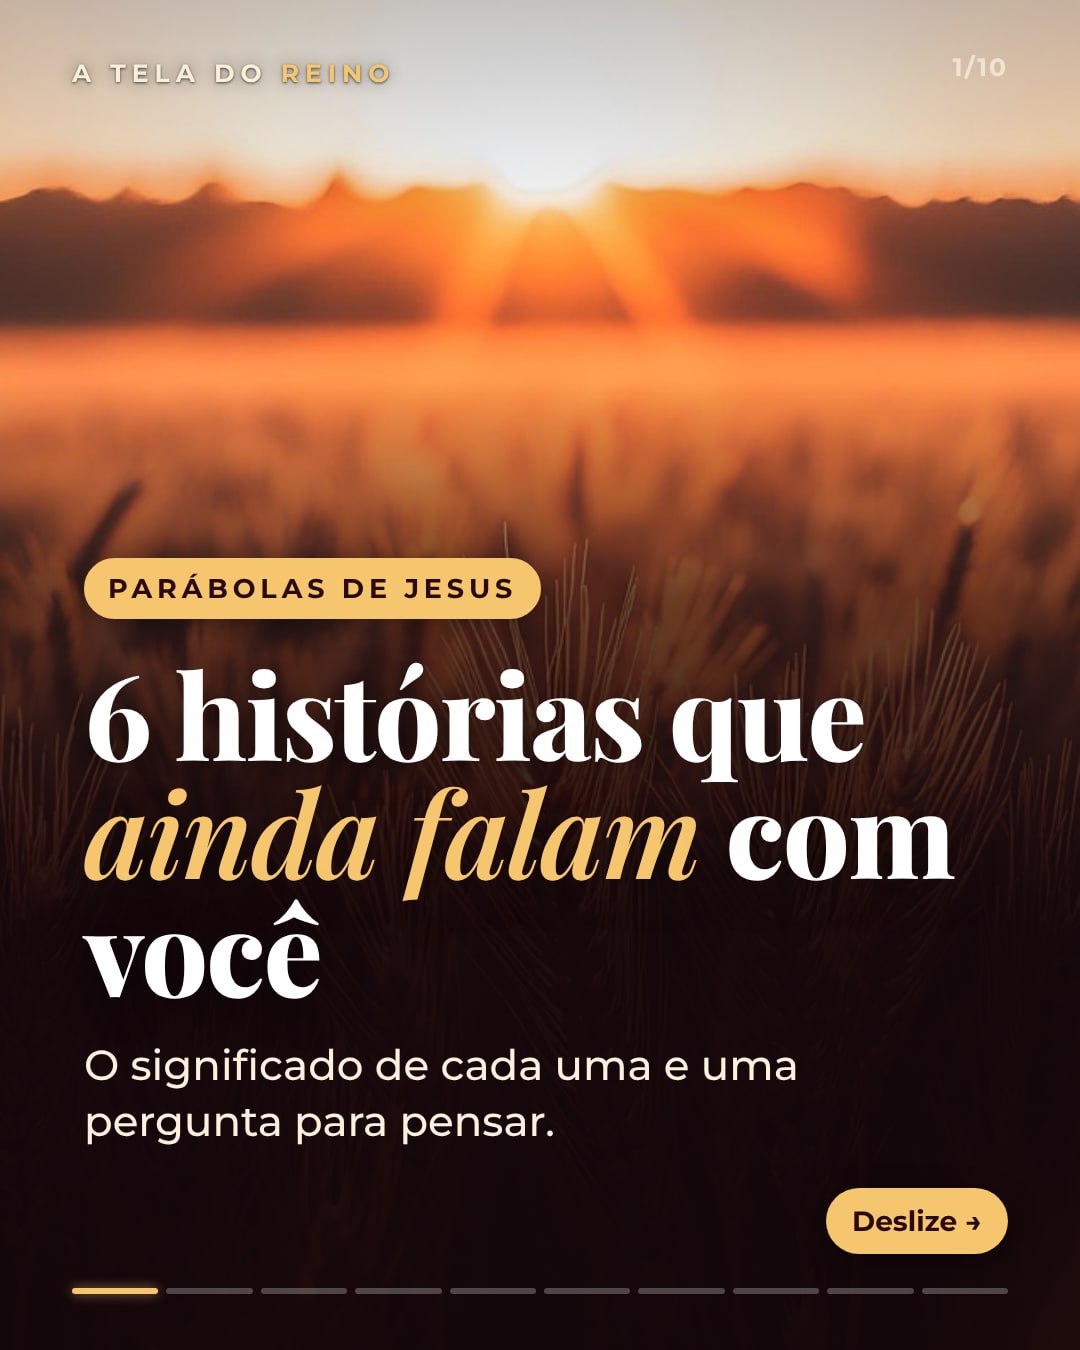 A TELA DO REINO
1/10
PARÁBOLAS DE JESUS
6 histórias que
ainda falam com
você
O significado de cada uma e uma
pergunta para pensar.
Deslize →